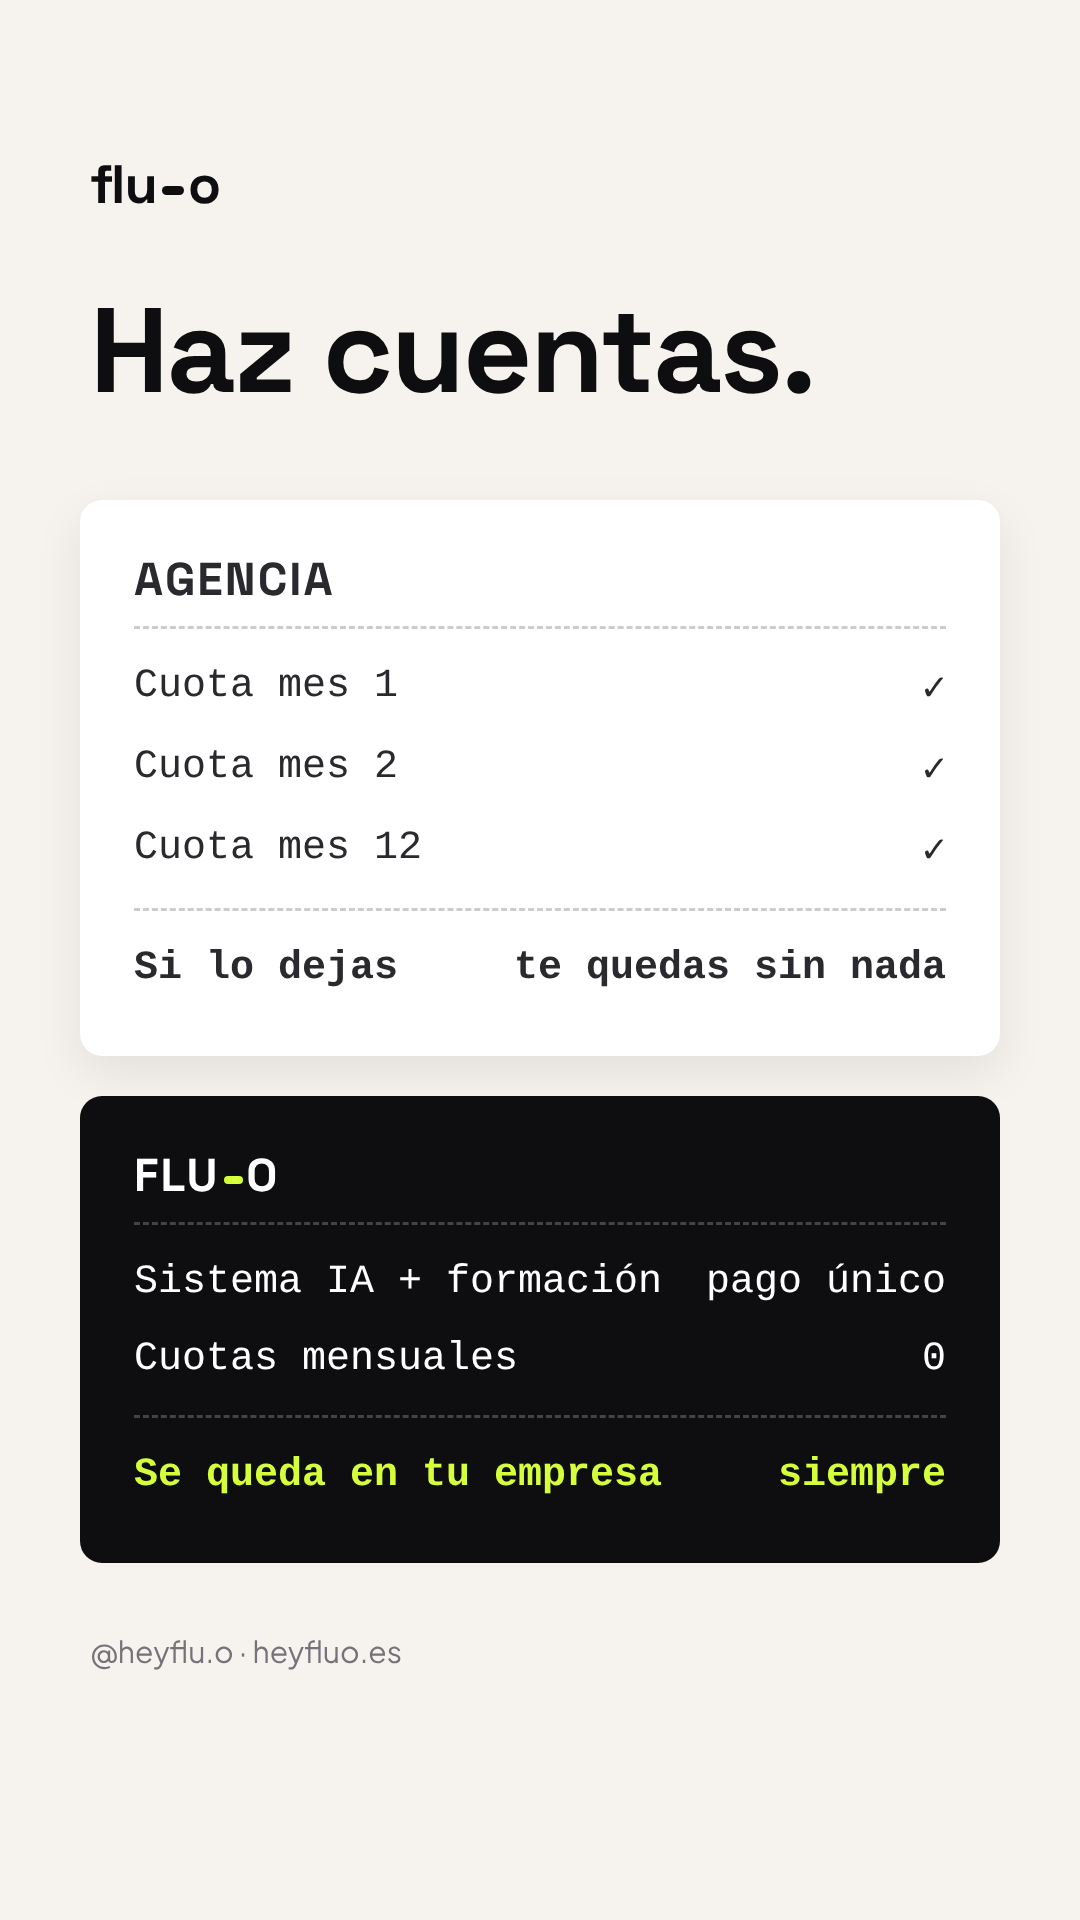 flu-o
Haz cuentas.
AGENCIA
Cuota mes 1 ✓
Cuota mes 2 ✓
Cuota mes 12 ✓
Si lo dejas te quedas sin nada
FLU-O
Sistema IA + formación pago único
Cuotas mensuales 0
Se queda en tu empresa siempre
@heyflu.o · heyfluo.es